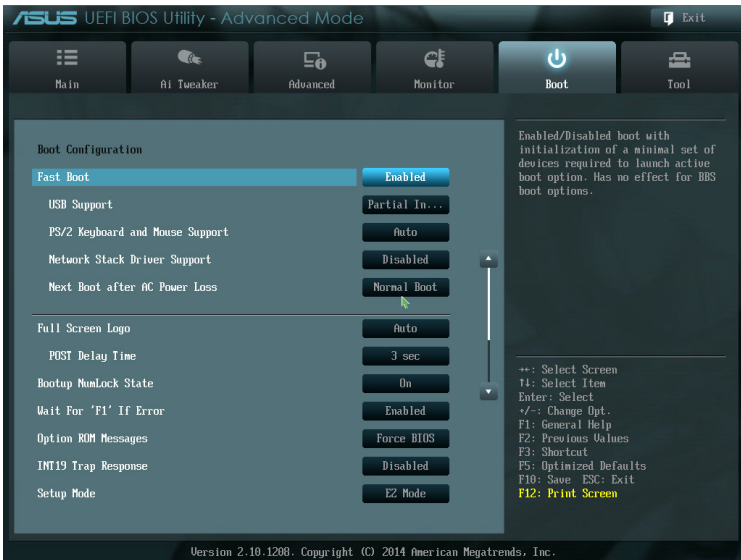 ASUS UEFI BIOS Utility - Advanced Mode
Exit
Main
Ai Tweaker
Advanced
Monitor
Boot
Tool
Boot Configuration
Fast Boot Enabled
USB Support Partial In...
PS/2 Keyboard and Mouse Support Auto
Network Stack Driver Support Disabled
Next Boot after AC Power Loss Normal Boot
Full Screen Logo Auto
POST Delay Time 3 sec
Bootup NumLock State On
Wait For 'F1' If Error Enabled
Option ROM Messages Force BIOS
INT19 Trap Response Disabled
Setup Mode EZ Mode
Enabled/Disabled boot with
initialization of a minimal set of
devices required to launch active
boot option. Has no effect for BBS
boot options.
→←: Select Screen
↑↓: Select Item
Enter: Select
+/-: Change Opt.
F1: General Help
F2: Previous Values
F3: Shortcut
F5: Optimized Defaults
F10: Save ESC: Exit
F12: Print Screen
Version 2.10.1208. Copyright (C) 2014 American Megatrends, Inc.